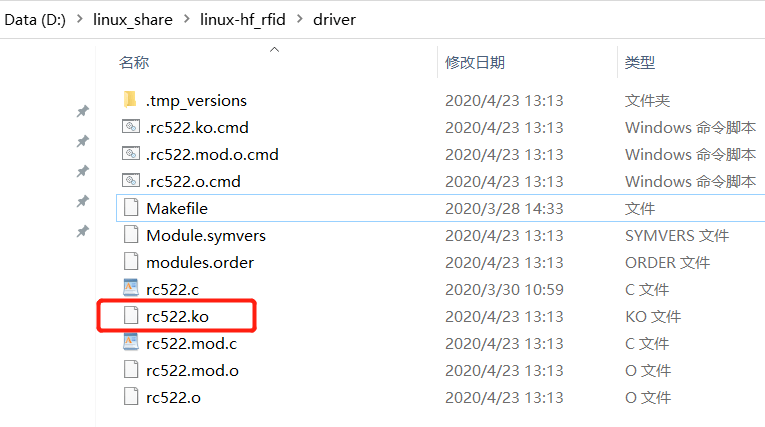 Data (D:) > linux_share > linux-hf_rfid > driver
名称 修改日期 类型
.tmp_versions 2020/4/23 13:13 文件夹
.rc522.ko.cmd 2020/4/23 13:13 Windows 命令脚本
.rc522.mod.o.cmd 2020/4/23 13:13 Windows 命令脚本
.rc522.o.cmd 2020/4/23 13:13 Windows 命令脚本
Makefile 2020/3/28 14:33 文件
Module.symvers 2020/4/23 13:13 SYMVERS 文件
modules.order 2020/4/23 13:13 ORDER 文件
rc522.c 2020/3/30 10:59 C 文件
rc522.ko 2020/4/23 13:13 KO 文件
rc522.mod.c 2020/4/23 13:13 C 文件
rc522.mod.o 2020/4/23 13:13 O 文件
rc522.o 2020/4/23 13:13 O 文件